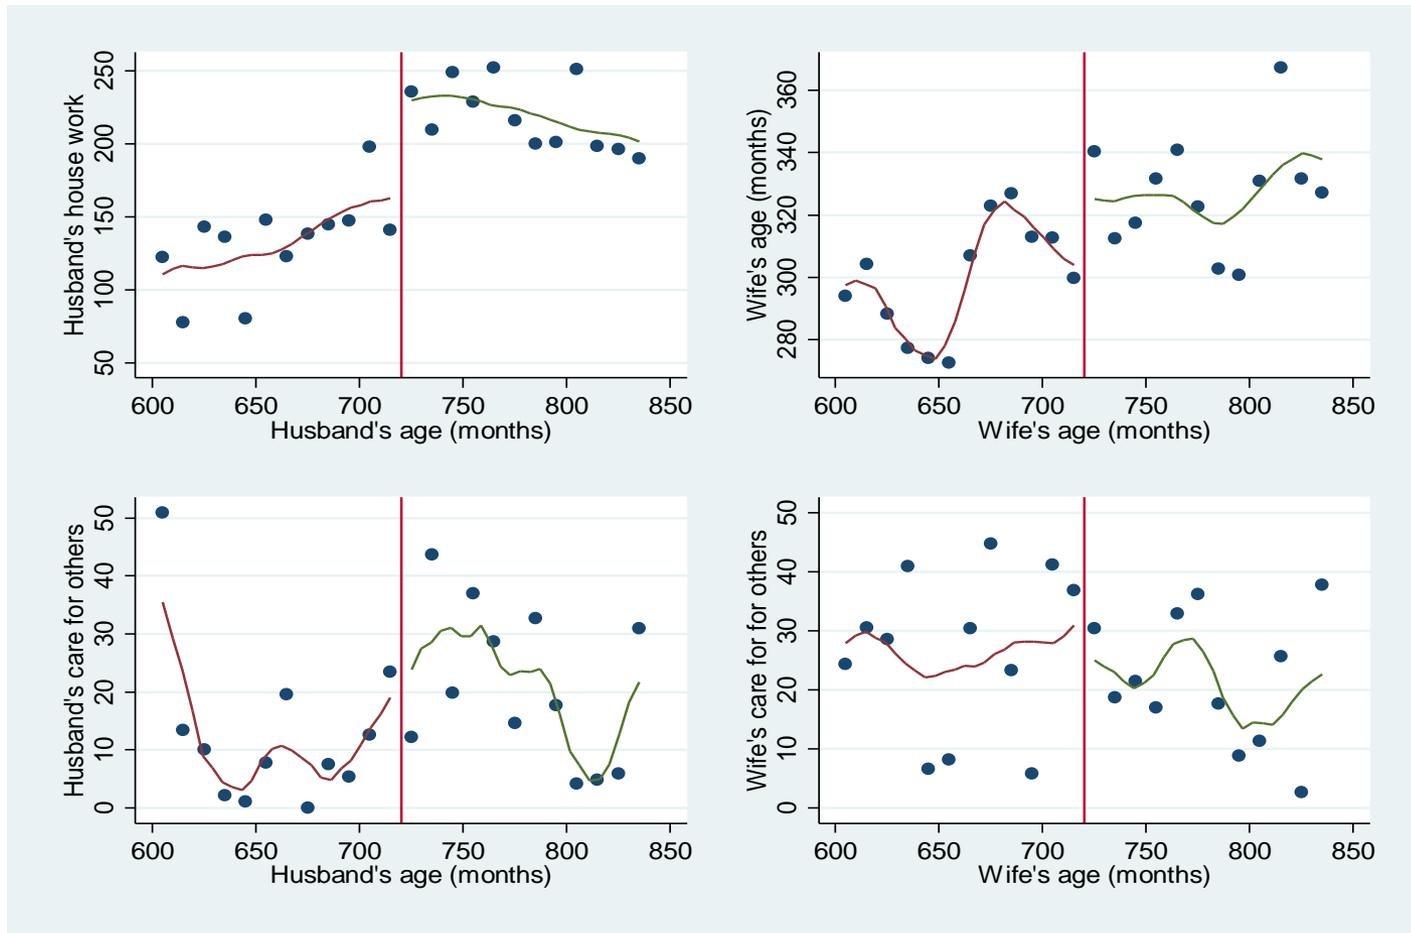 Husband's house work
250
200
150
100
50
600 650 700 750 800 850
Husband's age (months)
Wife's age (months)
360
340
320
300
280
600 650 700 750 800 850
Wife's age (months)
Husband's care for others
50
40
30
20
10
0
600 650 700 750 800 850
Husband's age (months)
Wife's care for for others
50
40
30
20
10
0
600 650 700 750 800 850
Wife's age (months)